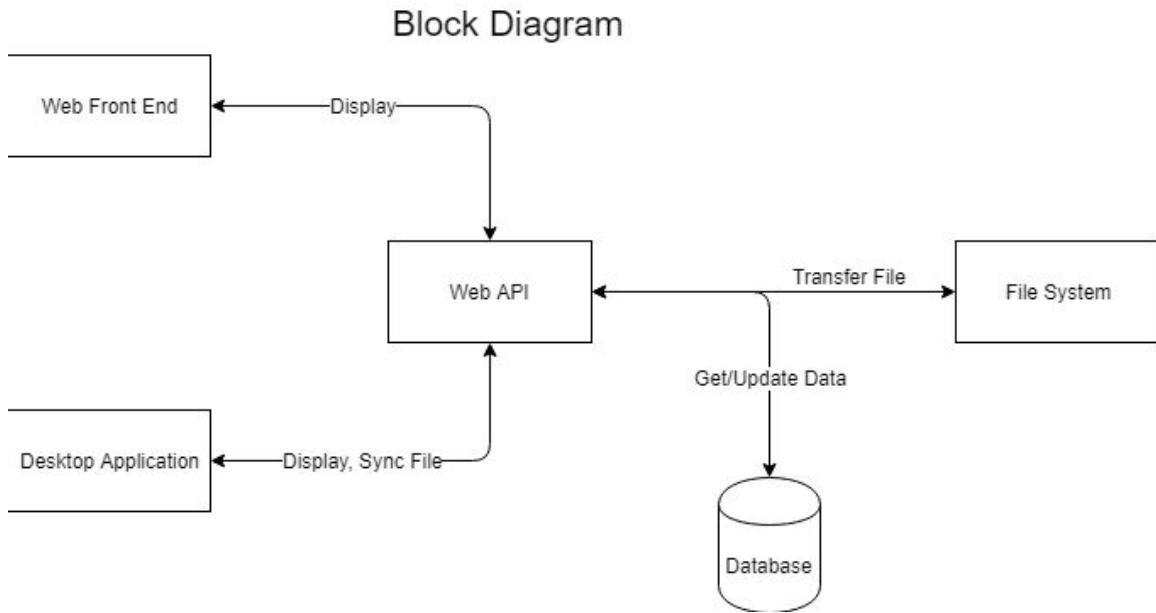 Block Diagram
Web Front End
Display
Web API
Transfer File
File System
Get/Update Data
Desktop Application
Display, Sync File
Database